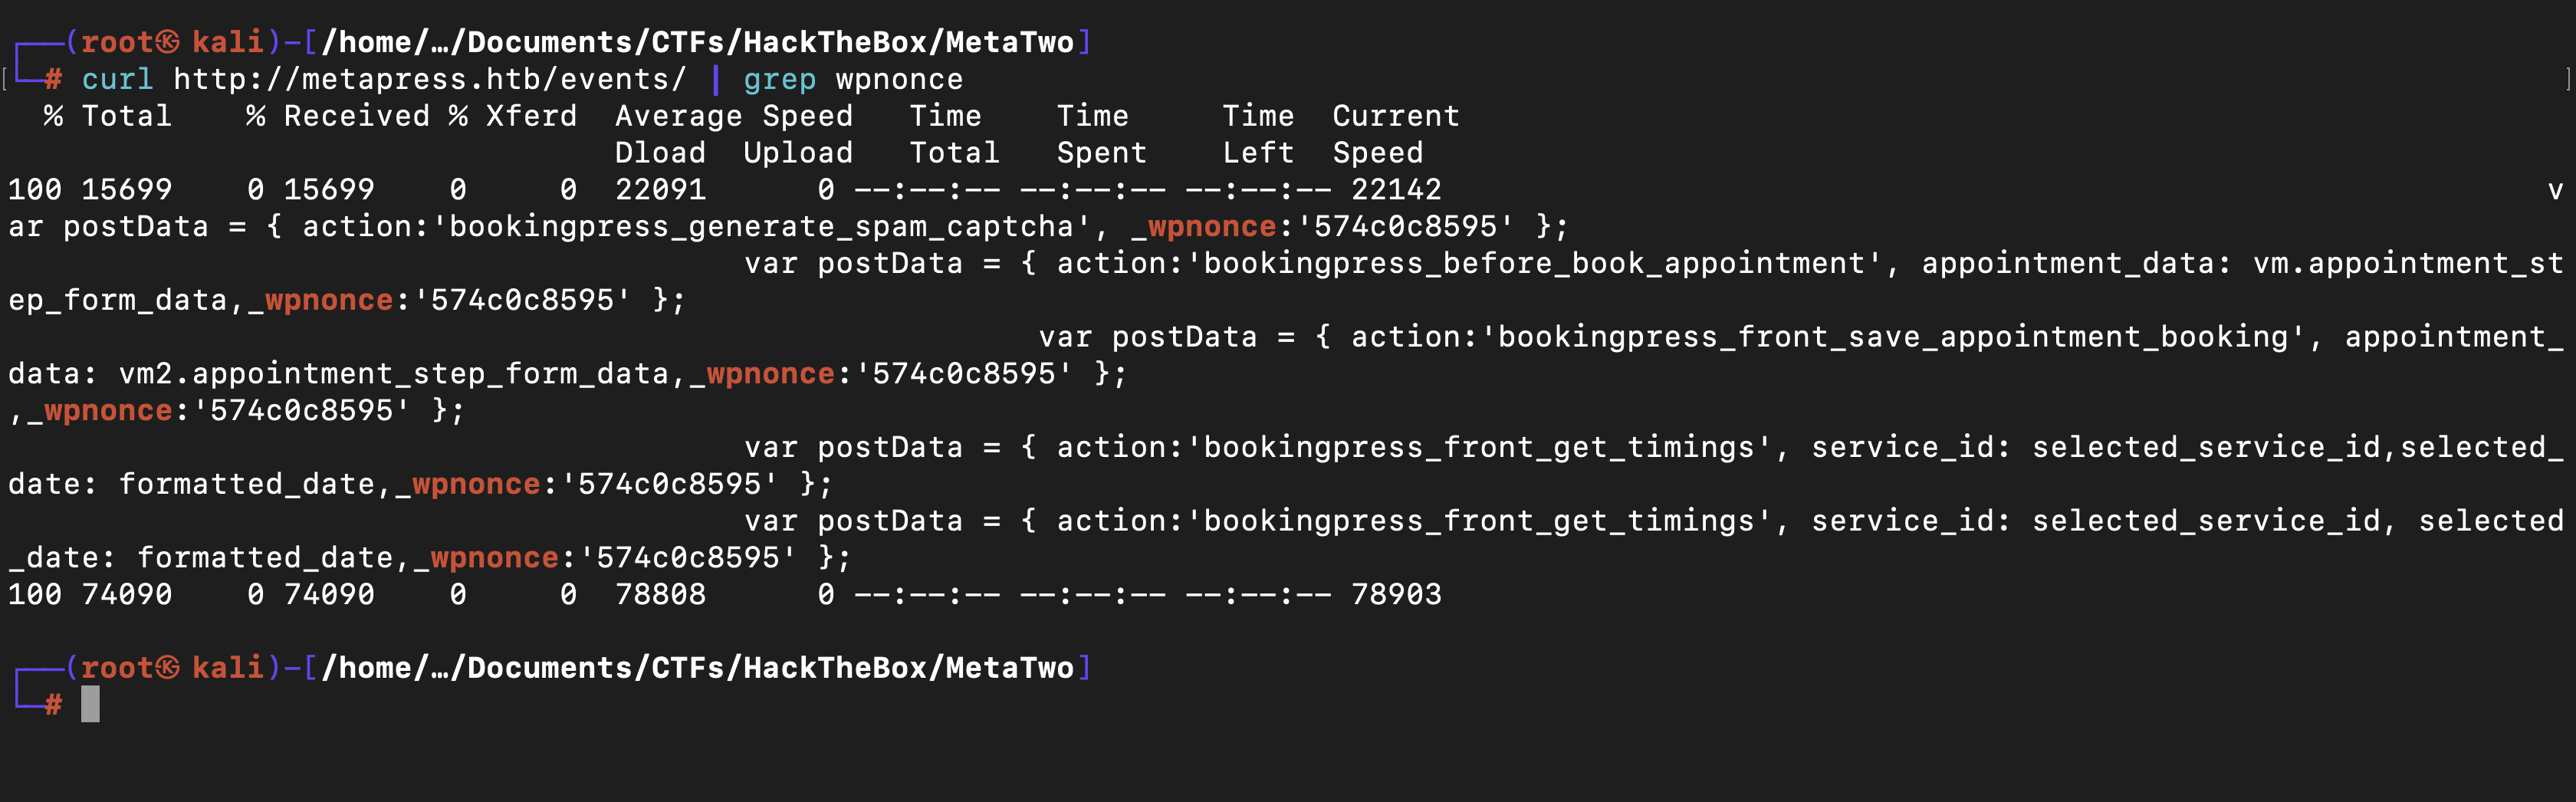 ┌──(root㉿kali)-[/home/…/Documents/CTFs/HackTheBox/MetaTwo]
└─# curl http://metapress.htb/events/ | grep wpnonce
  % Total    % Received % Xferd  Average Speed   Time    Time     Time  Current
                                 Dload  Upload   Total   Spent    Left  Speed
100 15699    0 15699    0     0  22091      0 --:--:-- --:--:-- --:--:-- 22142                                                            v
ar postData = { action:'bookingpress_generate_spam_captcha', _wpnonce:'574c0c8595' };
                                        var postData = { action:'bookingpress_before_book_appointment', appointment_data: vm.appointment_st
ep_form_data,_wpnonce:'574c0c8595' };
                                                        var postData = { action:'bookingpress_front_save_appointment_booking', appointment_
data: vm2.appointment_step_form_data,_wpnonce:'574c0c8595' };
,_wpnonce:'574c0c8595' };
                                        var postData = { action:'bookingpress_front_get_timings', service_id: selected_service_id,selected_
date: formatted_date,_wpnonce:'574c0c8595' };
                                        var postData = { action:'bookingpress_front_get_timings', service_id: selected_service_id, selected
_date: formatted_date,_wpnonce:'574c0c8595' };
100 74090    0 74090    0     0  78808      0 --:--:-- --:--:-- --:--:-- 78903
┌──(root㉿kali)-[/home/…/Documents/CTFs/HackTheBox/MetaTwo]
└─#